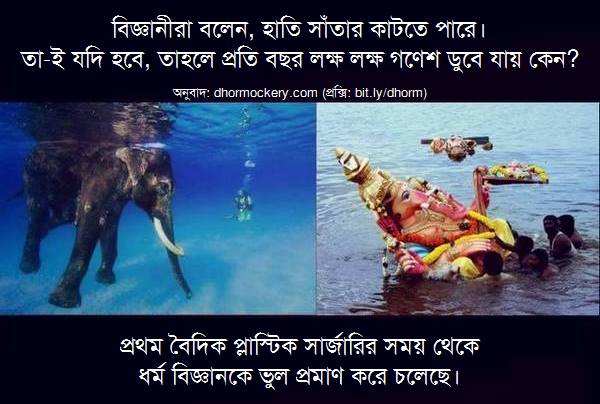 বিজ্ঞানীরা বলেন, হাতি সাঁতার কাটতে পারে।
তা-ই যদি হবে, তাহলে প্রতি বছর লক্ষ লক্ষ গণেশ ডুবে যায় কেন?
অনুবাদ: dhormockery.com (প্রক্সি: bit.ly/dhorm)
প্রথম বৈদিক প্লাস্টিক সার্জারির সময় থেকে
ধর্ম বিজ্ঞানকে ভুল প্রমাণ করে চলেছে।